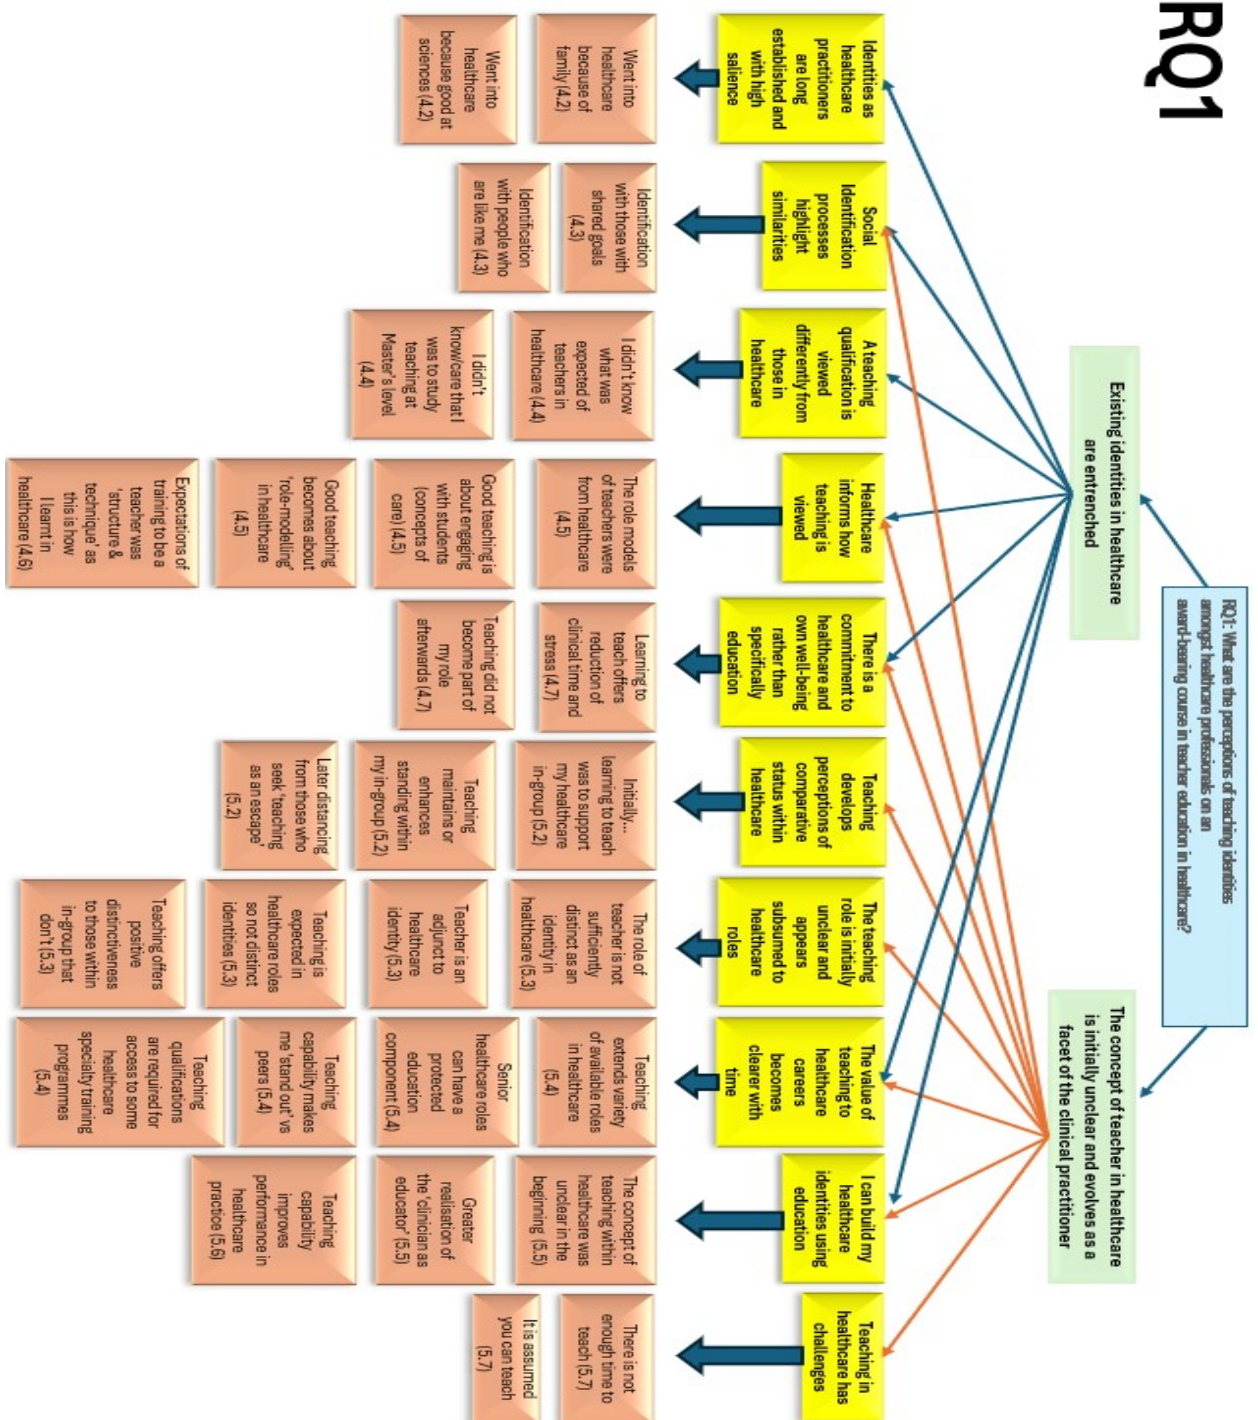 RQ1
RQ1: What are the perceptions of teaching identities
amongst healthcare professionals on an
award-bearing course in teacher education in healthcare?
Existing identities in healthcare
are entrenched
The concept of teacher in healthcare
is initially unclear and evolves as a
facet of the clinical practitioner
Identities as
healthcare
practitioners
are long
established and
with high
salience
Social
Identification
processes
highlight
similarities
A teaching
qualification is
viewed
differently from
those in
healthcare
Healthcare
informs how
teaching is
viewed
There is a
commitment to
healthcare and
own well-being
rather than
specifically
education
Teaching
develops
perceptions of
comparative
status within
healthcare
The teaching
role is initially
unclear and
appears
subsumed to
healthcare
roles
The value of
teaching to
healthcare
careers
becomes
clearer with
time
I can build my
healthcare
identities using
education
Teaching in
healthcare has
challenges
Went into
healthcare
because of
family (4.2)
Went into
healthcare
because good at
sciences (4.2)
Identification
with those with
shared goals
(4.3)
Identification
with people who
are like me (4.3)
I didn't know
what was
expected of
teachers in
healthcare (4.4)
I didn't
know/care that I
was to study
teaching at
Master's level
(4.4)
The role models
of teachers were
from healthcare
(4.5)
Good teaching is
about engaging
with students
(concepts of
care) (4.5)
Good teaching
becomes about
'role-modelling'
in healthcare
(4.5)
Expectations of
training to be a
teacher was
'structure &
technique' as
this is how
I learnt in
healthcare (4.6)
Learning to
teach offers
reduction of
clinical time and
stress (4.7)
Teaching did not
become part of
my role
afterwards (4.7)
Initially...
learning to teach
was to support
my healthcare
in-group (5.2)
Teaching
maintains or
enhances
standing within
my in-group (5.2)
Later distancing
from those who
seek 'teaching
as an escape'
(5.2)
The role of
teacher is not
sufficiently
distinct as an
identity in
healthcare (5.3)
Teacher is an
adjunct to
healthcare
identity (5.3)
Teaching is
expected in
healthcare roles
so not distinct
identities (5.3)
Teaching offers
positive
distinctiveness
to those within
in-group that
don't (5.3)
Teaching
extends variety
of available roles
in healthcare
(5.4)
Senior
healthcare roles
can have a
protected
education
component (5.4)
Teaching
capability makes
me 'stand out' vs
peers (5.4)
Teaching
qualifications
are required for
access to some
healthcare
specialty training
programmes
(5.4)
The concept of
teaching within
healthcare was
unclear in the
beginning (5.5)
Greater
realisation of
the 'clinician as
educator' (5.5)
Teaching
capability
improves
performance in
healthcare
practice (5.6)
There is not
enough time to
teach (5.7)
It is assumed
you can teach
(5.7)